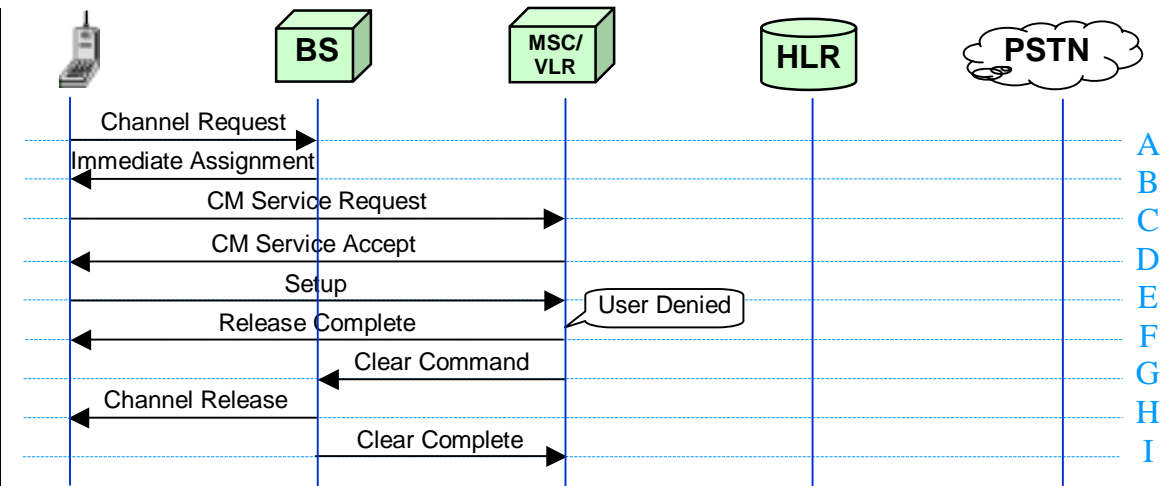 BS
MSC/
VLR
HLR
PSTN
Channel Request
A
Immediate Assignment
B
CM Service Request
C
CM Service Accept
D
Setup
E
User Denied
Release Complete
F
Clear Command
G
Channel Release
H
Clear Complete
I